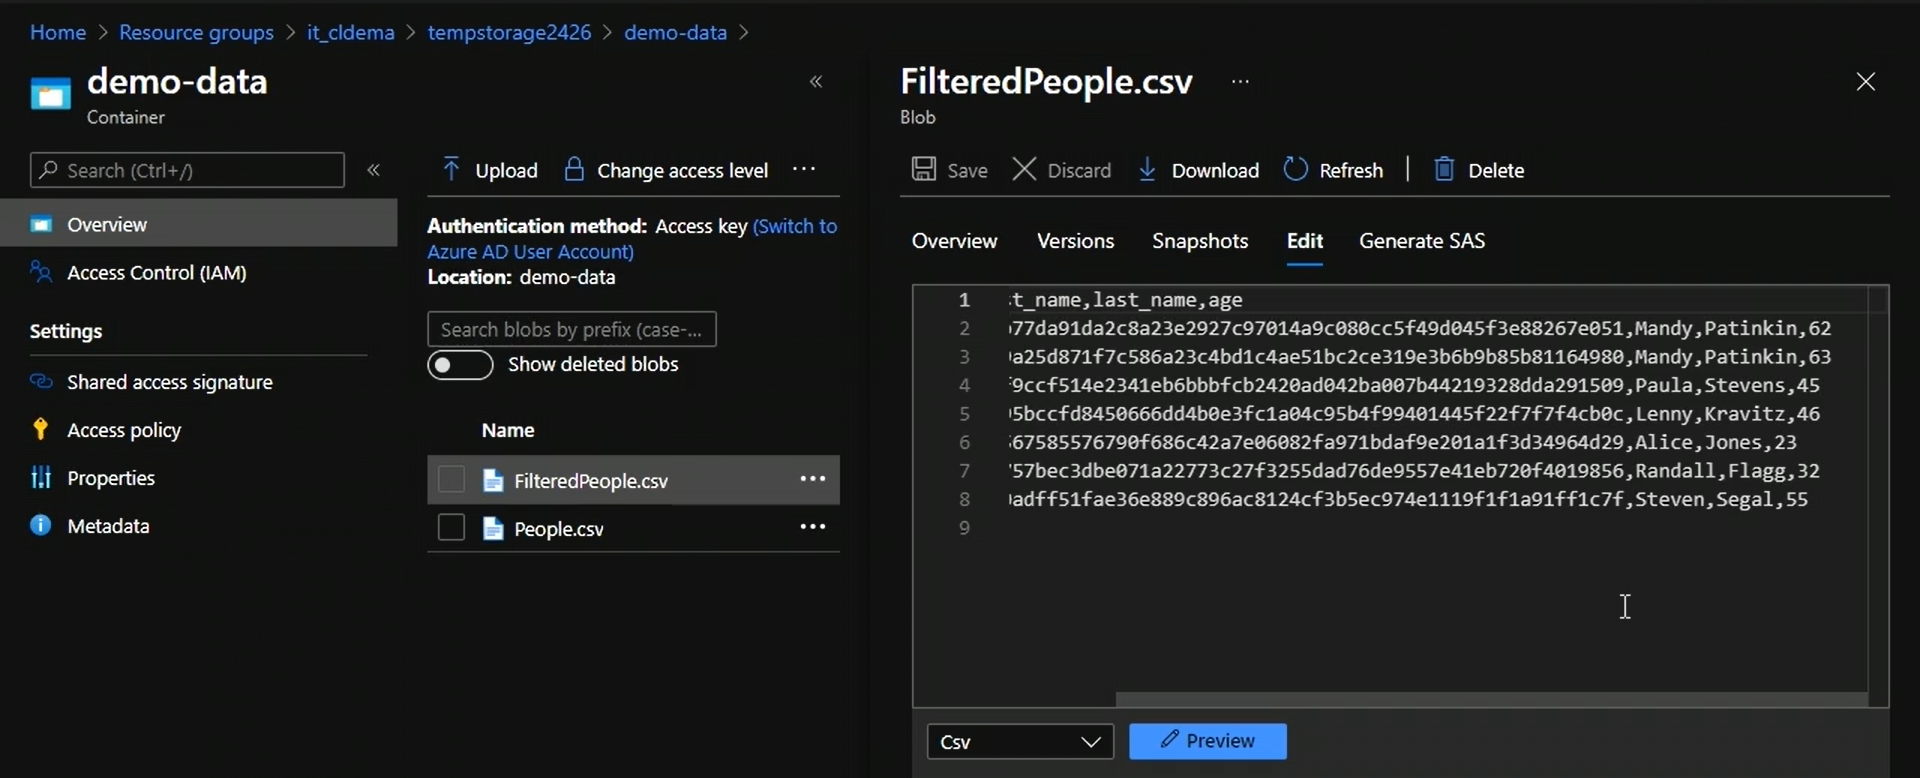 Home > Resource groups > it_cldema > tempstorage2426 > demo-data >
demo-data
Container
Search (Ctrl+/)
Overview
Access Control (IAM)
Settings
Shared access signature
Access policy
Properties
Metadata
Upload
Change access level
Authentication method: Access key (Switch to
Azure AD User Account)
Location: demo-data
Search blobs by prefix (case-...
Show deleted blobs
Name
FilteredPeople.csv
People.csv
FilteredPeople.csv
Blob
Save
Discard
Download
Refresh
Delete
Overview Versions Snapshots Edit Generate SAS
1 t_name,last_name,age
2 77da91da2c8a23e2927c97014a9c080cc5f49d045f3e88267e051,Mandy,Patinkin,62
3 a25d871f7c586a23c4bd1c4ae51bc2ce319e3b6b9b85b81164980,Mandy,Patinkin,63
4 9ccf514e2341eb6bbbfcb2420ad042ba007b44219328dda291509,Paula,Stevens,45
5 5bccfd8450666dd4b0e3fc1a04c95b4f99401445f22f7f7f4cb0c,Lenny,Kravitz,46
6 67585576790f686c42a7e06082fa971bdaf9e201a1f3d34964d29,Alice,Jones,23
7 57bec3dbe071a22773c27f3255dad76de9557e41eb720f4019856,Randall,Flagg,32
8 adff51fae36e889c896ac8124cf3b5ec974e1119f1f1a91ff1c7f,Steven,Segal,55
9
Csv
Preview